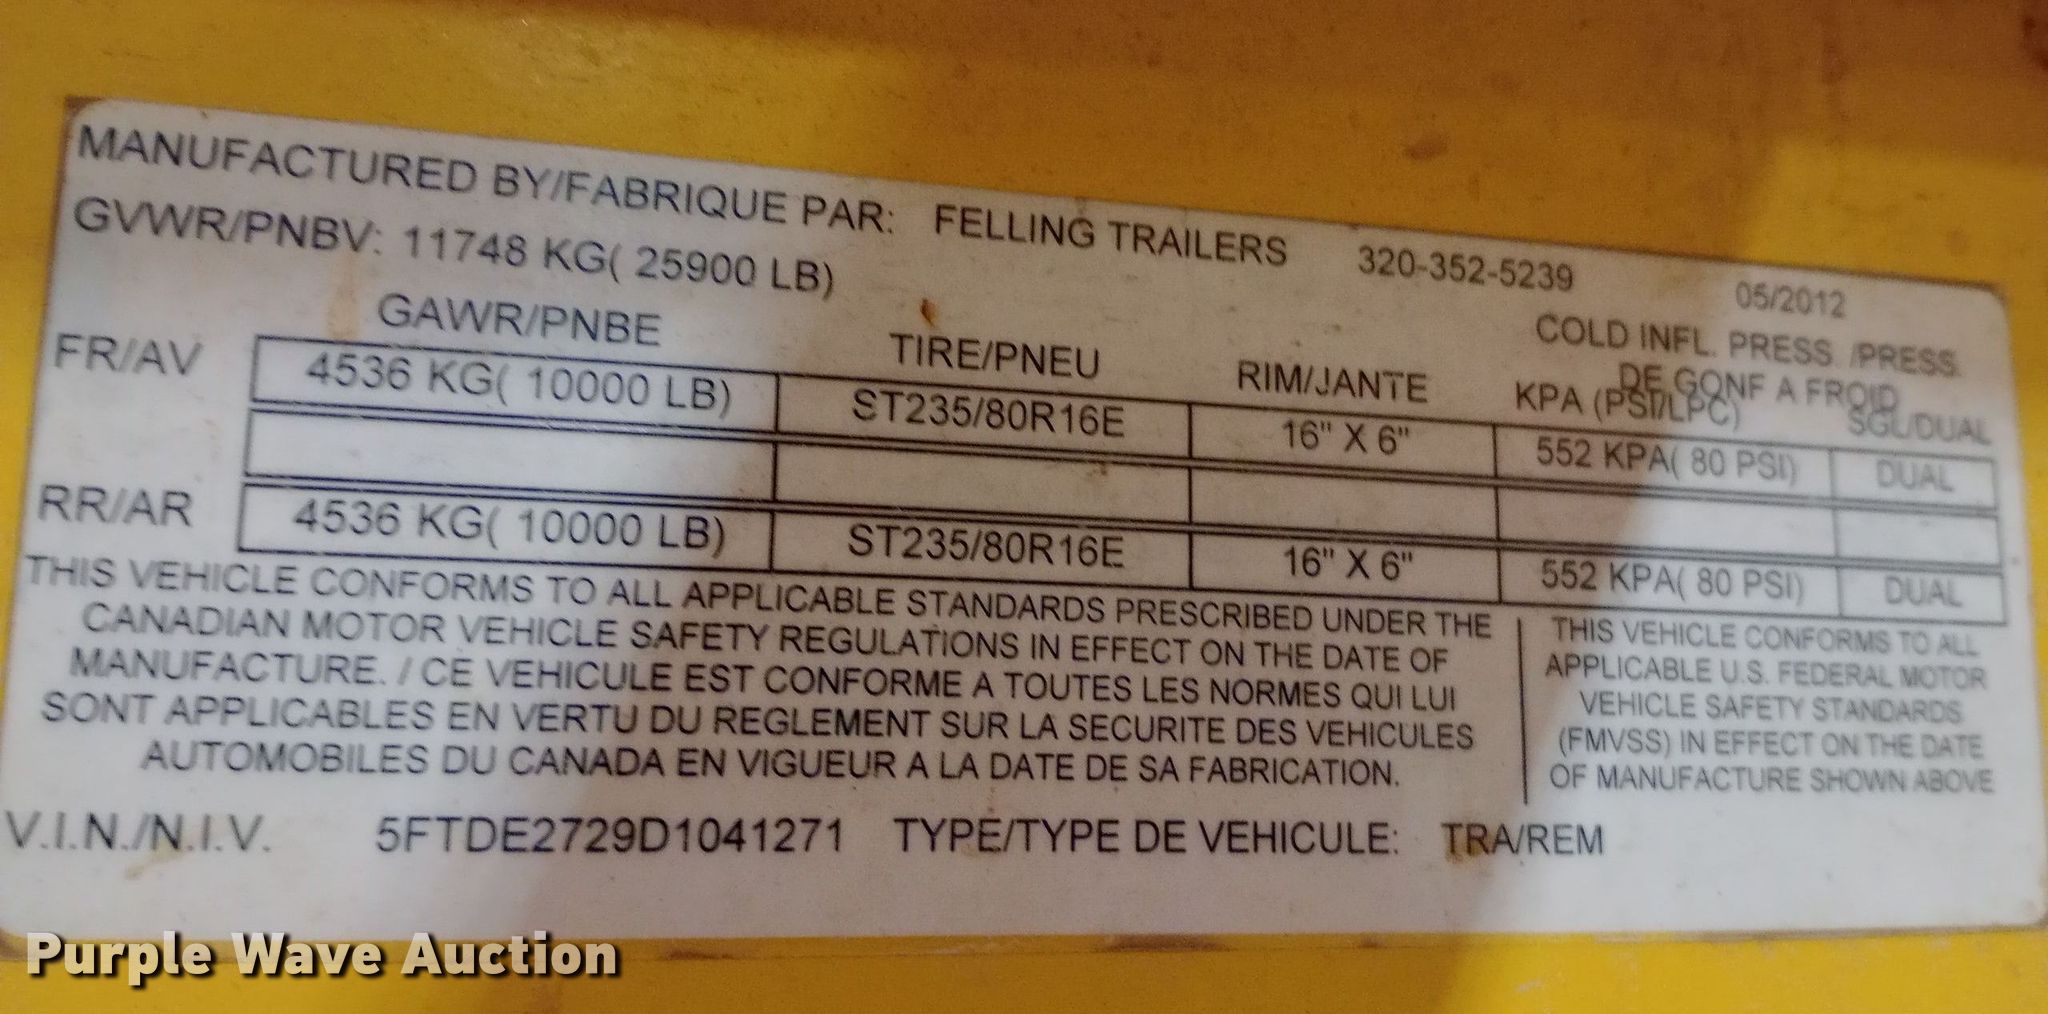 MANUFACTURED BY/FABRIQUE PAR: FELLING TRAILERS 320-352-5239 05/2012
GVWR/PNBV: 11748 KG( 25900 LB)
GAWR/PNBE TIRE/PNEU RIM/JANTE COLD INFL. PRESS. /PRESS.
DE GONF A FROID
KPA (PSI/LPC) SGL/DUAL
FR/AV 4536 KG( 10000 LB) ST235/80R16E 16" X 6" 552 KPA( 80 PSI) DUAL
RR/AR 4536 KG( 10000 LB) ST235/80R16E 16" X 6" 552 KPA( 80 PSI) DUAL
THIS VEHICLE CONFORMS TO ALL APPLICABLE STANDARDS PRESCRIBED UNDER THE
CANADIAN MOTOR VEHICLE SAFETY REGULATIONS IN EFFECT ON THE DATE OF
MANUFACTURE. / CE VEHICULE EST CONFORME A TOUTES LES NORMES QUI LUI
SONT APPLICABLES EN VERTU DU REGLEMENT SUR LA SECURITE DES VEHICULES
AUTOMOBILES DU CANADA EN VIGUEUR A LA DATE DE SA FABRICATION.
THIS VEHICLE CONFORMS TO ALL
APPLICABLE U.S. FEDERAL MOTOR
VEHICLE SAFETY STANDARDS
(FMVSS) IN EFFECT ON THE DATE
OF MANUFACTURE SHOWN ABOVE
V.I.N./N.I.V. 5FTDE2729D1041271 TYPE/TYPE DE VEHICULE: TRA/REM
Purple Wave Auction